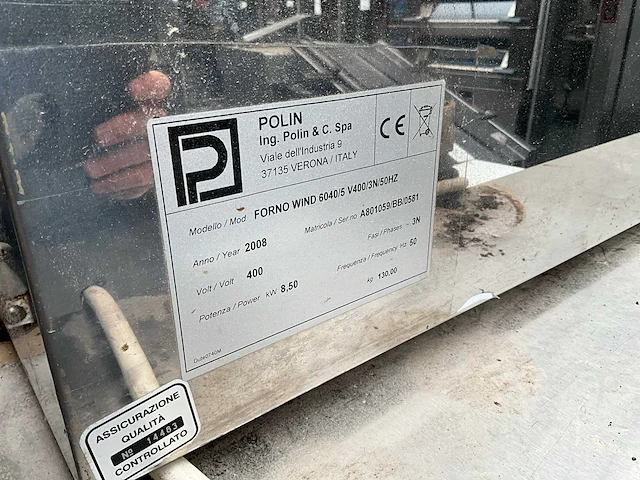 POLIN
Ing. Polin & C. Spa
Viale dell'Industria 9
37135 VERONA / ITALY
CE
Modello / Mod FORNO WIND 6040/5 V400/3N/50HZ
Matricola / Ser no A801059/BB/0581
Anno / Year 2008
Fasi / Phases ~ 3N
Volt / Volt 400
Frequenza / Frequency Hz 50
Potenza / Power kW 8,50
kg 130,00
ASSICURAZIONE
QUALITÀ
Nº 14463
CONTROLLATO